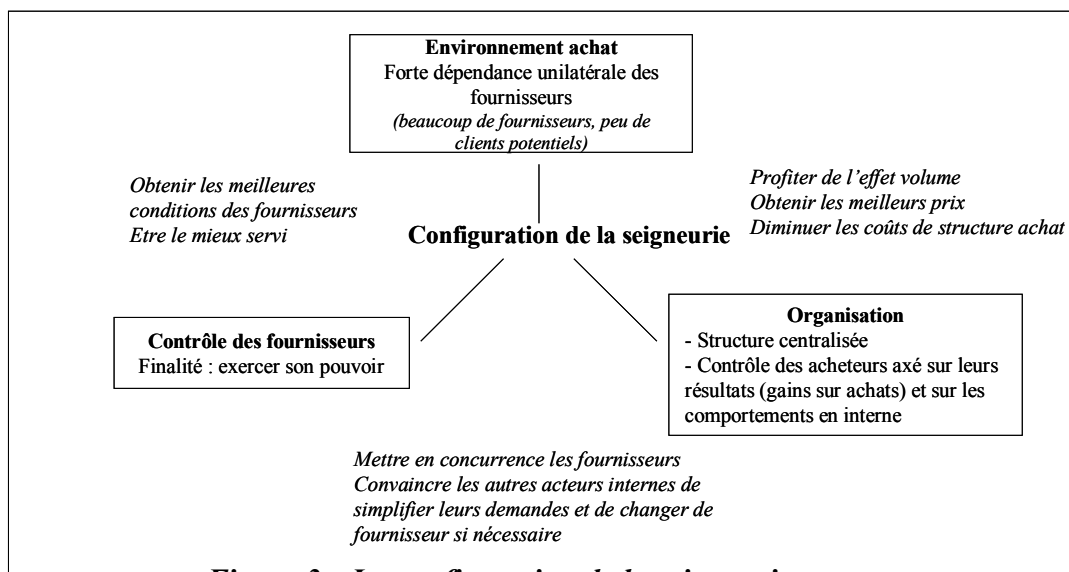 Environnement achat
Forte dépendance unilatérale des
fournisseurs
(beaucoup de fournisseurs, peu de
clients potentiels)
Obtenir les meilleures
conditions des fournisseurs
Etre le mieux servi
Profiter de l’effet volume
Obtenir les meilleurs prix
Diminuer les coûts de structure achat
Configuration de la seigneurie
Contrôle des fournisseurs
Finalité : exercer son pouvoir
Organisation
- Structure centralisée
- Contrôle des acheteurs axé sur leurs
résultats (gains sur achats) et sur les
comportements en interne
Mettre en concurrence les fournisseurs
Convaincre les autres acteurs internes de
simplifier leurs demandes et de changer de
fournisseur si nécessaire